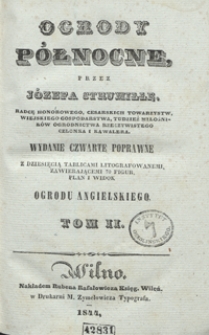 OGRODY
PÓŁNOCNE,
PRZEZ
JÓZEFA STRUMIŁŁĘ,
RADCĘ HONOROWEGO, CESARSKICH TOWARZYSTW,
WIEJSKIEGO GOSPODARSTWA, TUDZIEŻ MIŁOŚNI-
KÓW OGRODNICTWA RZECZYWISTEGO
CZŁONKA I KAWALERA.
WYDANIE CZWARTE POPRAWNE
Z DZIESIĘCIĄ TABLICAMI LITOGRAFOWANEMI,
ZAWIERAJĄCEMI 75 FIGUR,
PLAN I WIDOK
OGRODU ANGIELSKIEGO.
TOM II.
Wilno.
Nakładem Rubena Rafałowicza Księg. Wileń.
w Drukarni M. Zymelowicza Typografa.
1844,
42831